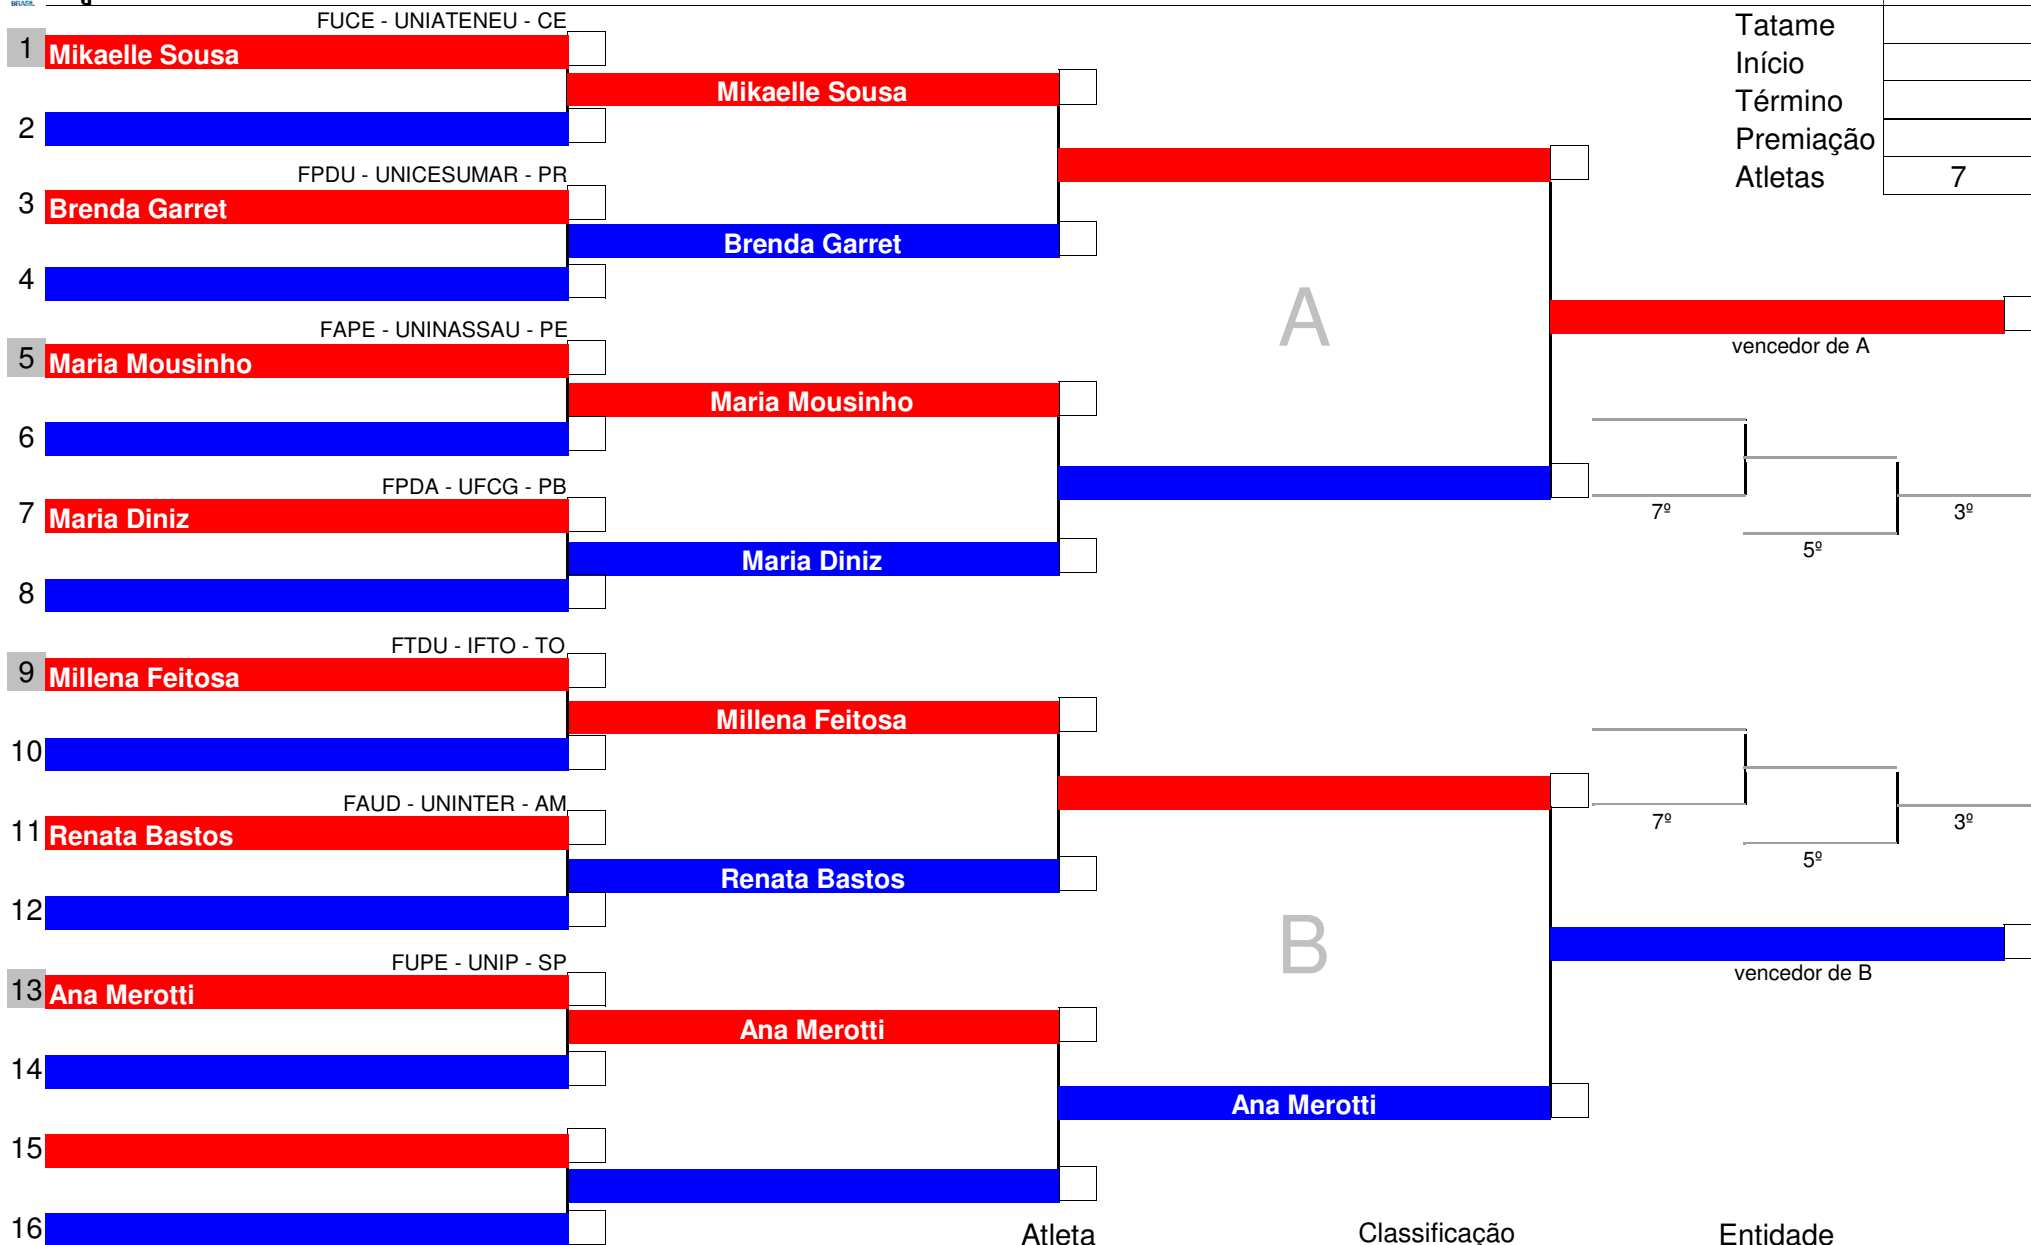 BRASIL
FUCE - UNIATENEU - CE
1 Mikaelle Sousa
Mikaelle Sousa
2
FPDU - UNICESUMAR - PR
3 Brenda Garret
Brenda Garret
4
FAPE - UNINASSAU - PE
5 Maria Mousinho
Maria Mousinho
6
FPDA - UFCG - PB
7 Maria Diniz
Maria Diniz
8
FTDU - IFTO - TO
9 Millena Feitosa
Millena Feitosa
10
FAUD - UNINTER - AM
11 Renata Bastos
Renata Bastos
12
FUPE - UNIP - SP
13 Ana Merotti
Ana Merotti
14
Ana Merotti
15
16
A
B
Tatame
Início
Término
Premiação
Atletas 7
vencedor de A
7º
3º
5º
7º
3º
5º
vencedor de B
Atleta Classificação Entidade